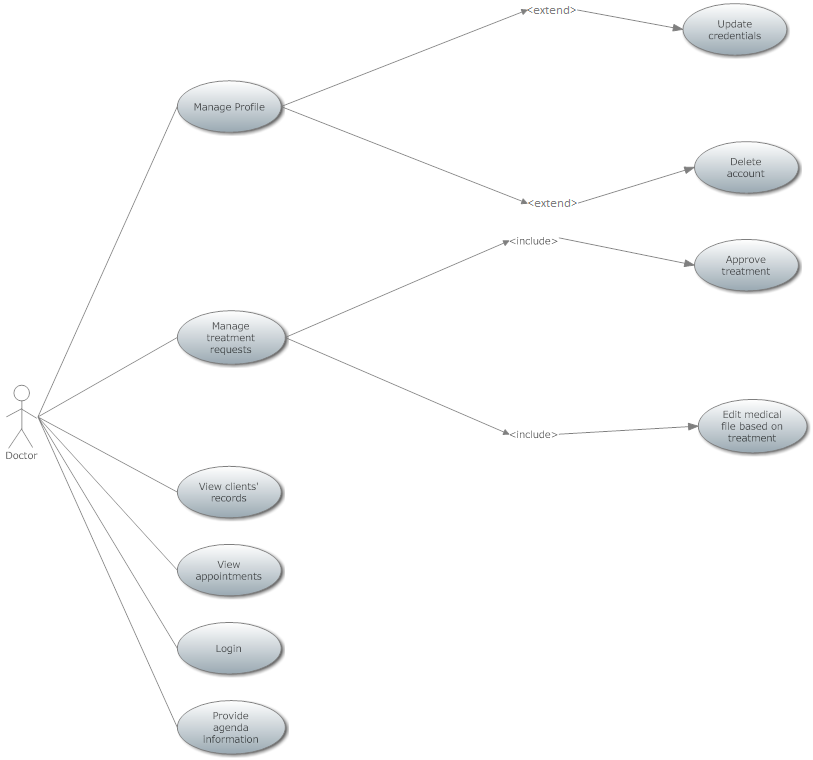 <extend>
Update
credentials
Manage Profile
Delete
account
<extend>
<include>
Approve
treatment
Manage
treatment
requests
Edit medical
file based on
treatment
<include>
Doctor
View clients'
records
View
appointments
Login
Provide
agenda
information